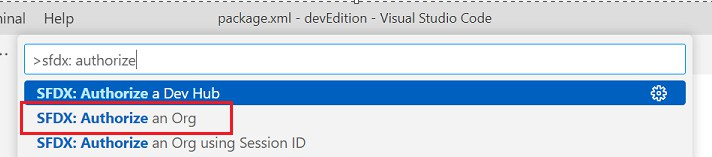 ninal Help package.xml - devEdition - Visual Studio Code
>sfdx: authorize
SFDX: Authorize a Dev Hub
SFDX: Authorize an Org
SFDX: Authorize an Org using Session ID